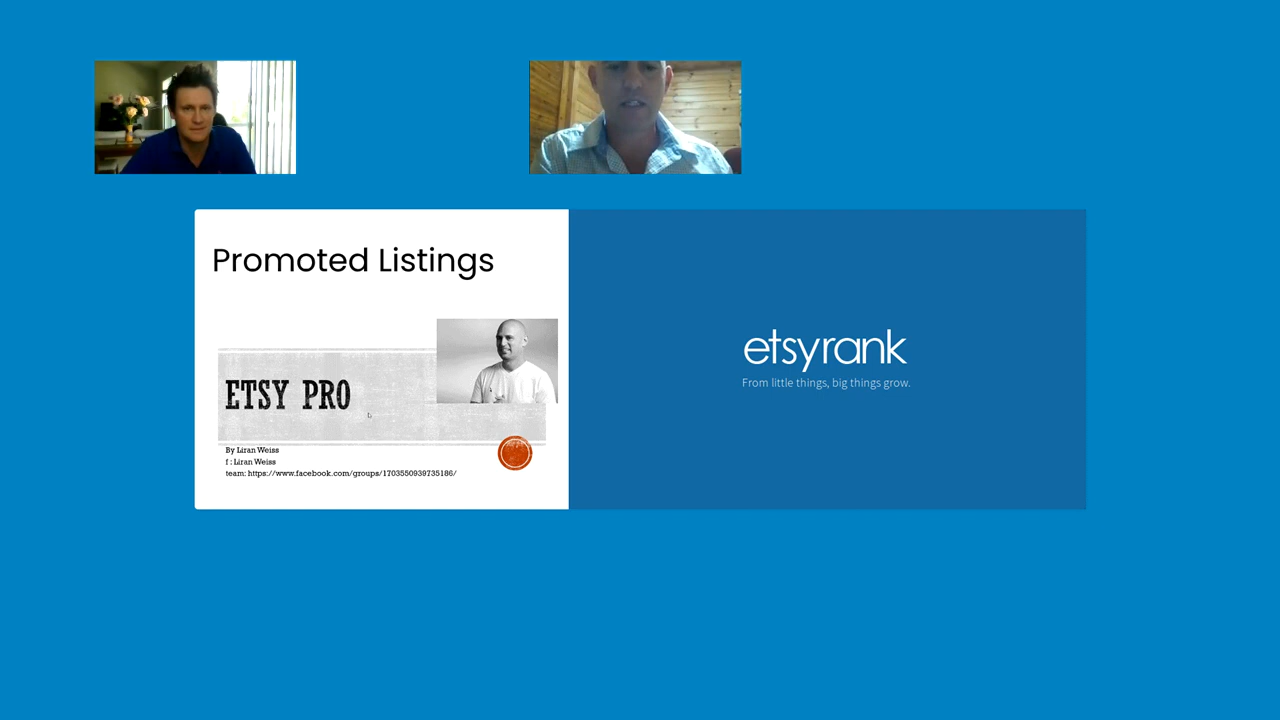 Promoted Listings
ETSY PRO
By Liran Weiss
f : Liran Weiss
team: https://www.facebook.com/groups/1703550939735186/
etsyrank
From little things, big things grow.